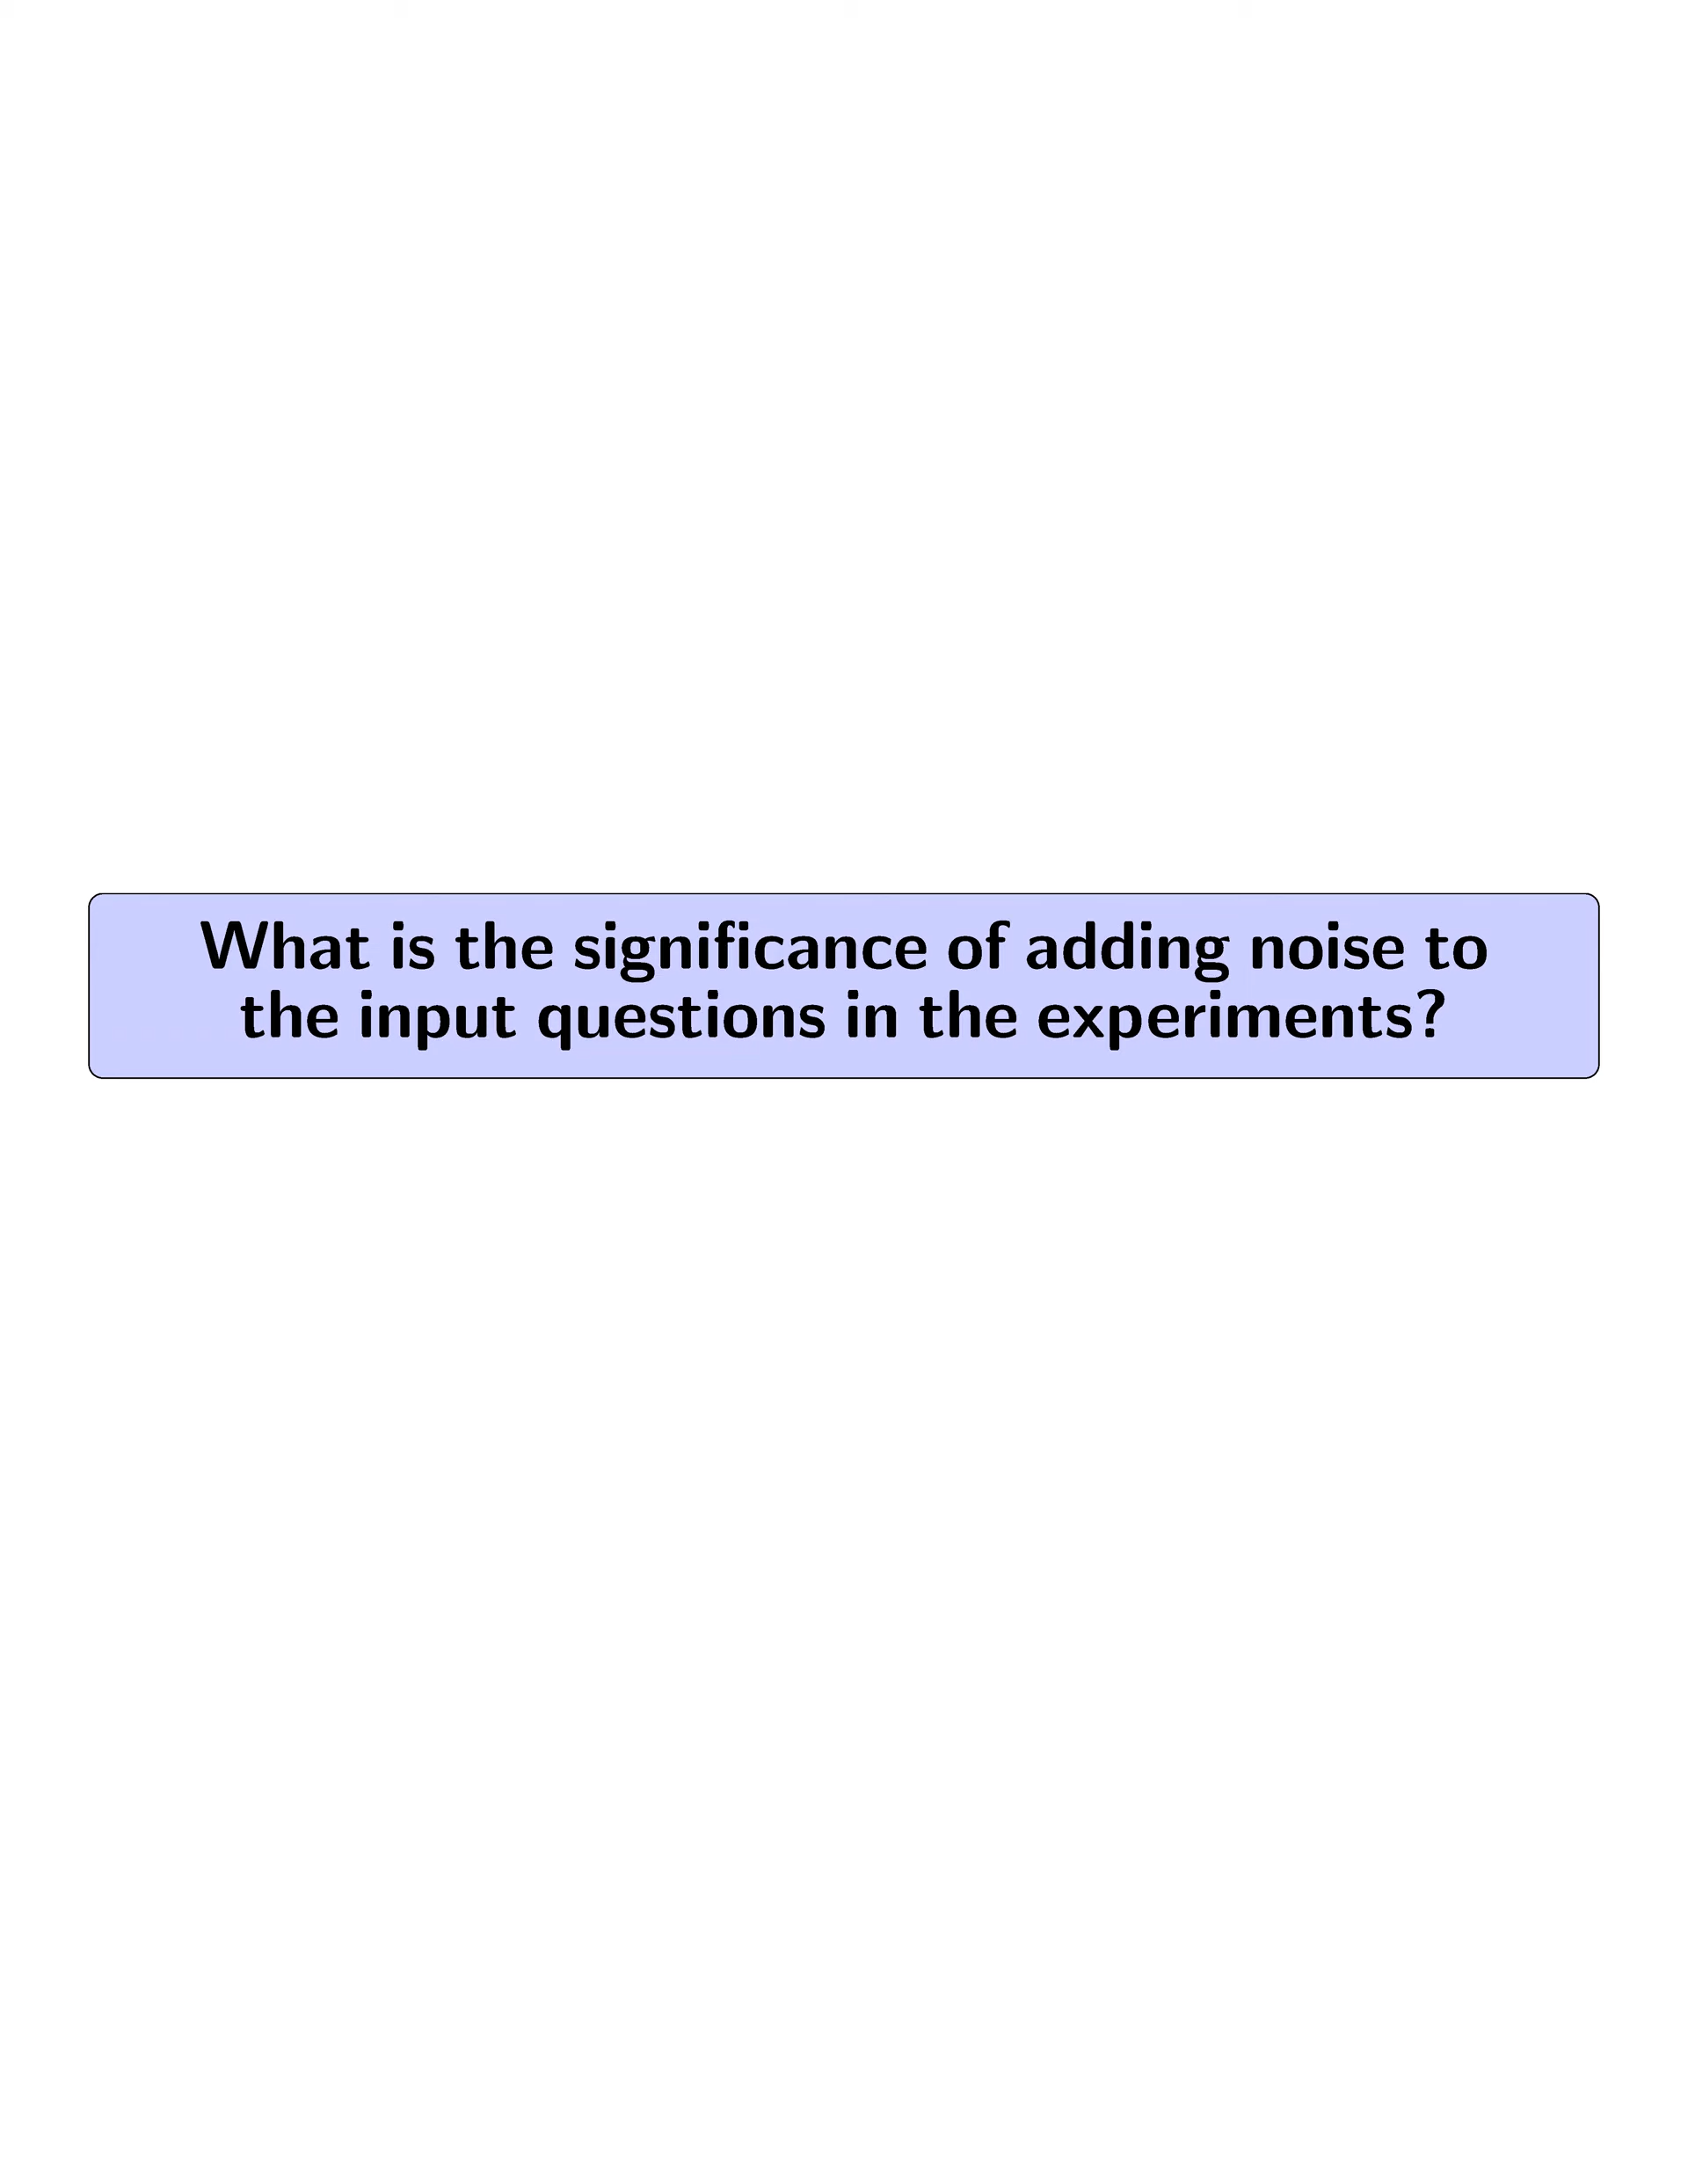 What is the significance of adding noise to
the input questions in the experiments?